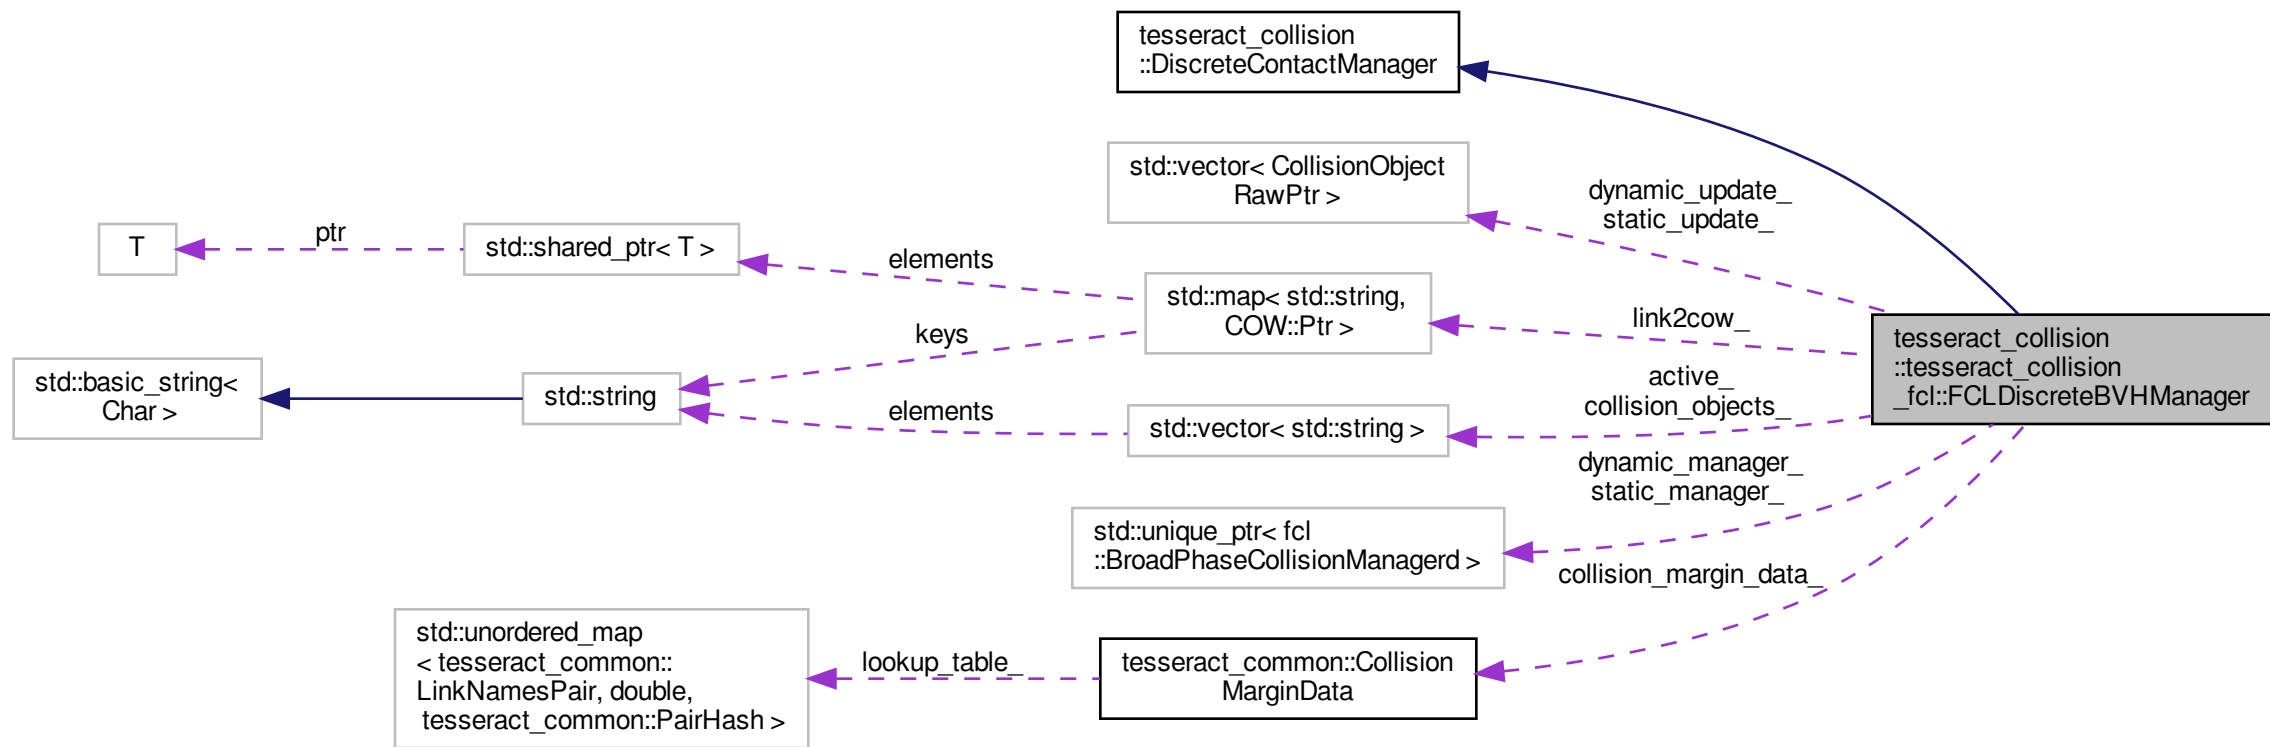 tesseract_collision
::DiscreteContactManager
std::vector< CollisionObject
RawPtr >
dynamic_update_
static_update_
T
ptr
std::shared_ptr< T >
elements
std::map< std::string,
COW::Ptr >
link2cow_
tesseract_collision
::tesseract_collision
_fcl::FCLDiscreteBVHManager
keys
std::basic_string<
Char >
std::string
elements
std::vector< std::string >
active_
collision_objects_
dynamic_manager_
static_manager_
std::unique_ptr< fcl
::BroadPhaseCollisionManagerd >
collision_margin_data_
std::unordered_map
< tesseract_common::
LinkNamesPair, double,
tesseract_common::PairHash >
lookup_table_
tesseract_common::Collision
MarginData